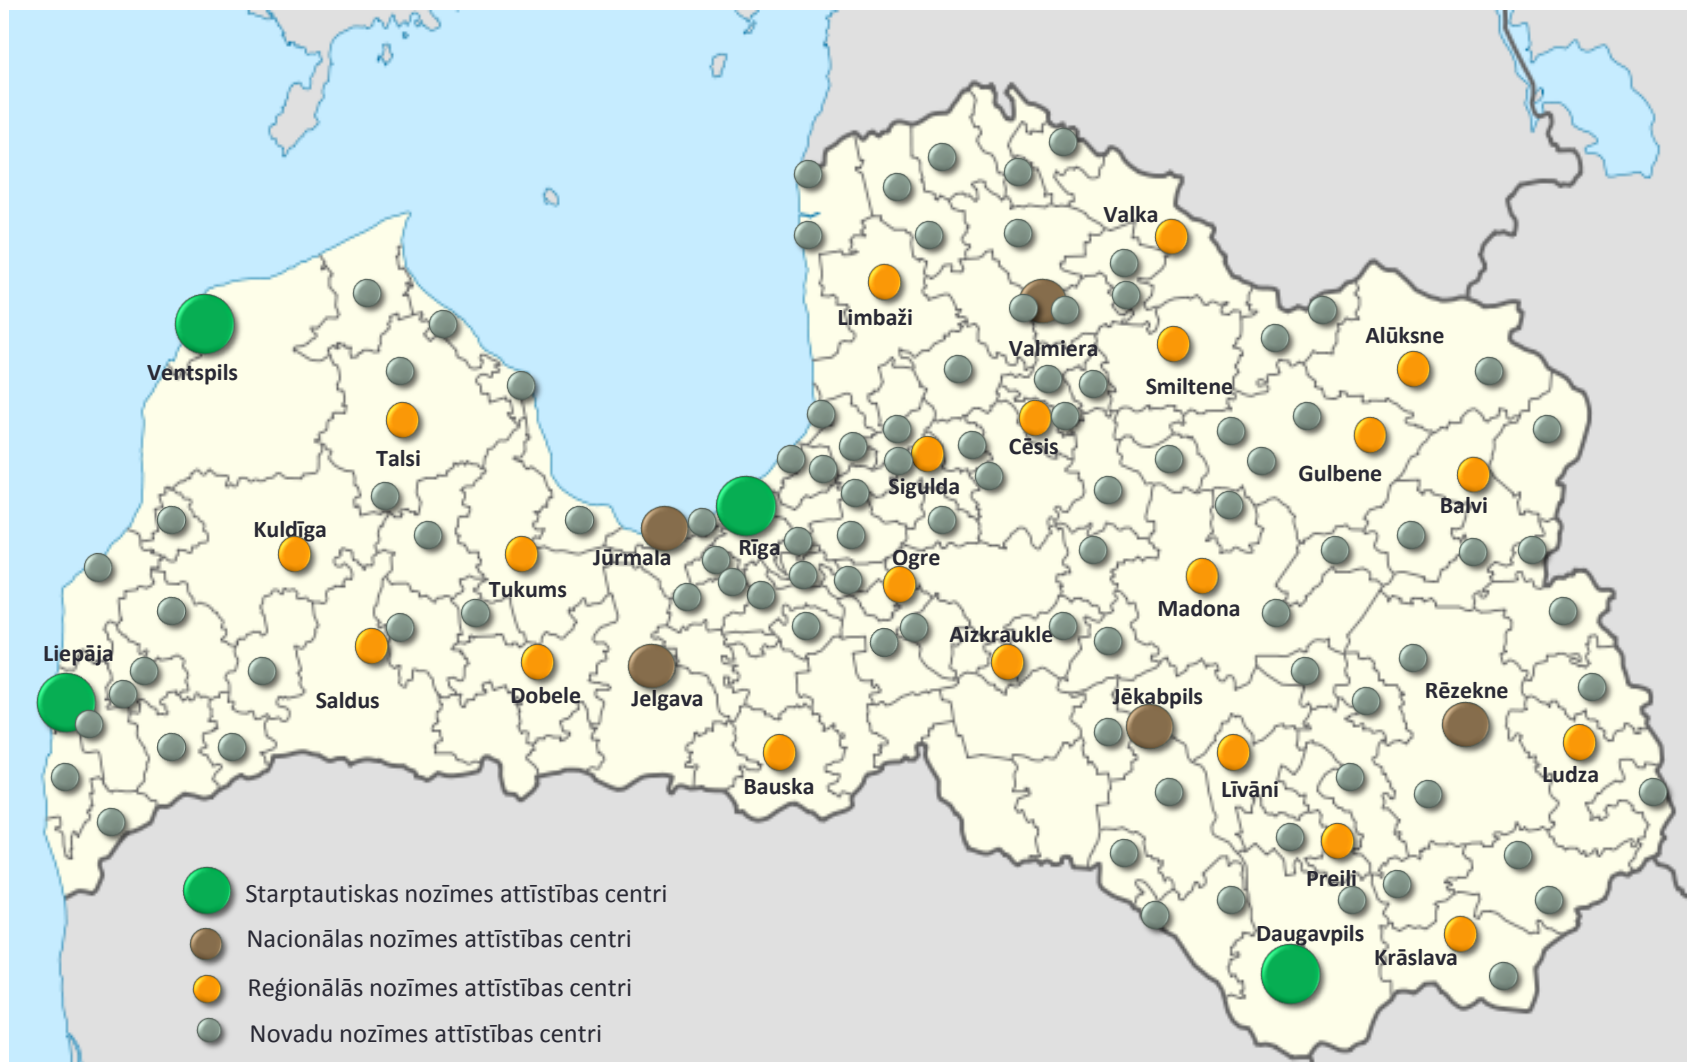 Valka
Limbaži
Valmiera
Alūksne
Ventspils
Smiltene
Talsi
Cēsis
Sigulda
Gulbene
Balvi
Kuldīga
Jūrmala
Rīga
Ogre
Tukums
Madona
Aizkraukle
Liepāja
Saldus
Dobele
Jelgava
Jēkabpils
Rēzekne
Bauska
Līvāni
Ludza
Preili
Daugavpils
Krāslava
Starptautiskas nozīmes attīstības centri
Nacionālas nozīmes attīstības centri
Reģionālās nozīmes attīstības centri
Novadu nozīmes attīstības centri